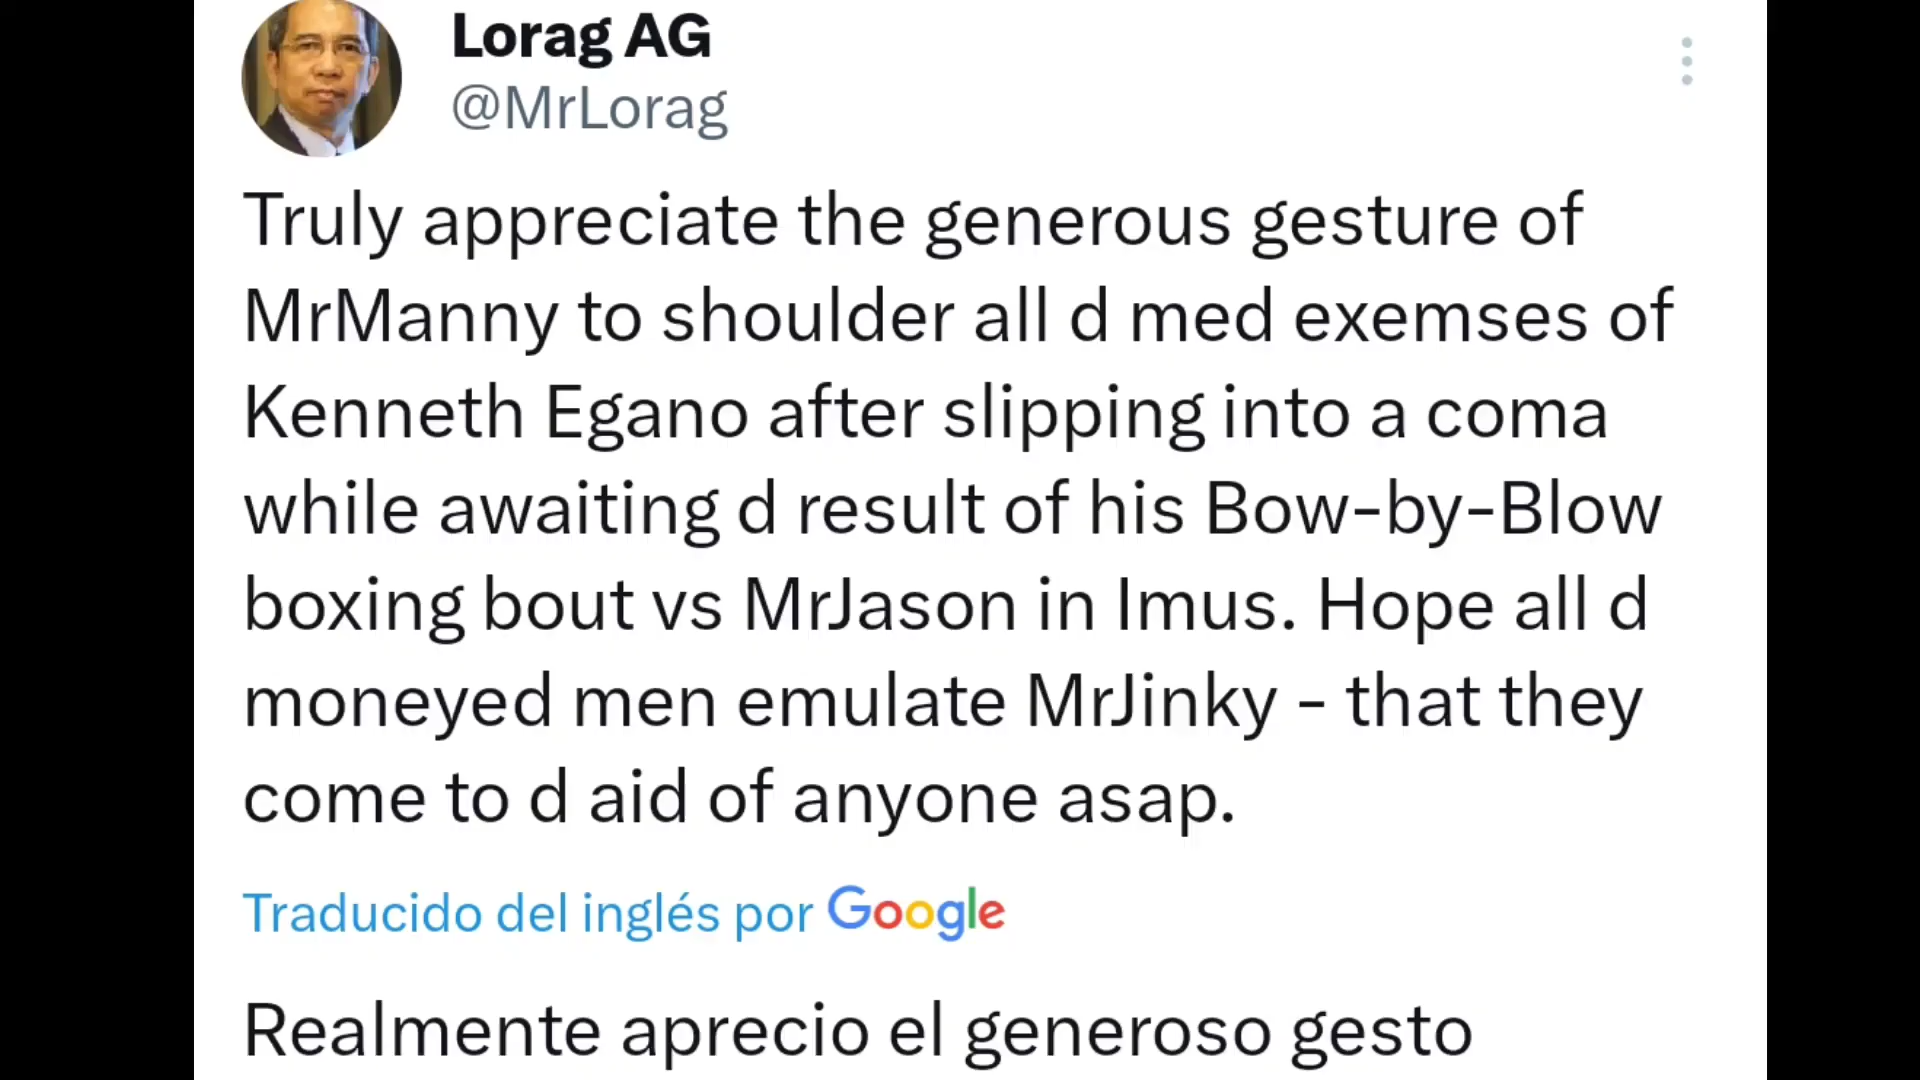 Lorag AG
@MrLorag
Truly appreciate the generous gesture of
MrManny to shoulder all d med exemses of
Kenneth Egano after slipping into a coma
while awaiting d result of his Bow-by-Blow
boxing bout vs MrJason in Imus. Hope all d
moneyed men emulate MrJinky - that they
come to d aid of anyone asap.
Traducido del inglés por Google
Realmente aprecio el generoso gesto